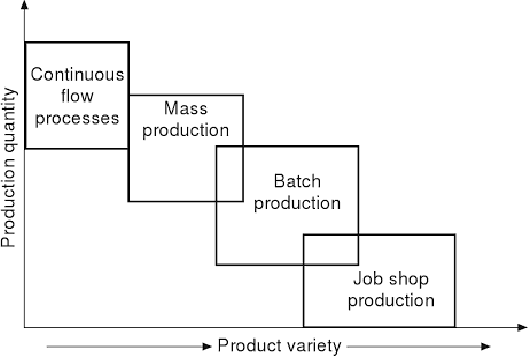 Production quantity
Continuous
flow
processes
Mass
production
Batch
production
Job shop
production
Product variety